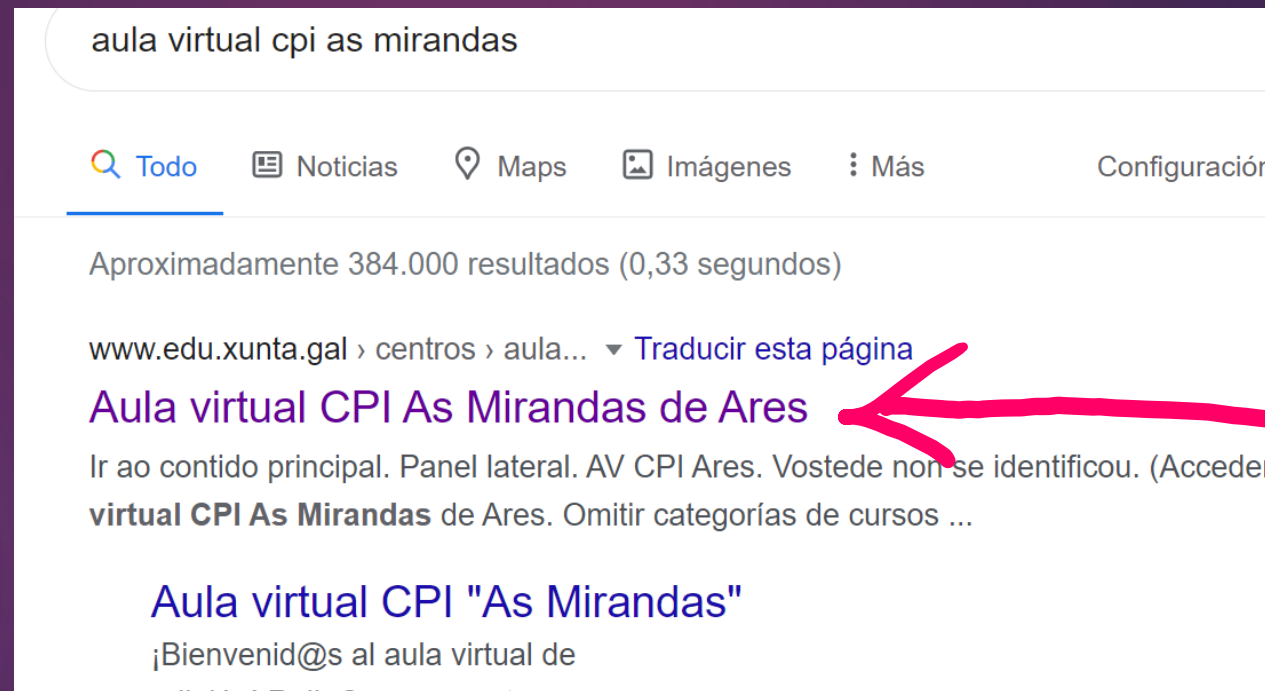 aula virtual cpi as mirandas
Todo Noticias Maps Imágenes Más Configuración
Aproximadamente 384.000 resultados (0,33 segundos)
www.edu.xunta.gal › centros › aula... Traducir esta página
Aula virtual CPI As Mirandas de Ares
Ir ao contido principal. Panel lateral. AV CPI Ares. Vostede non se identificou. (Acceder
virtual CPI As Mirandas de Ares. Omitir categorías de cursos ...
Aula virtual CPI "As Mirandas"
¡Bienvenid@s al aula virtual de